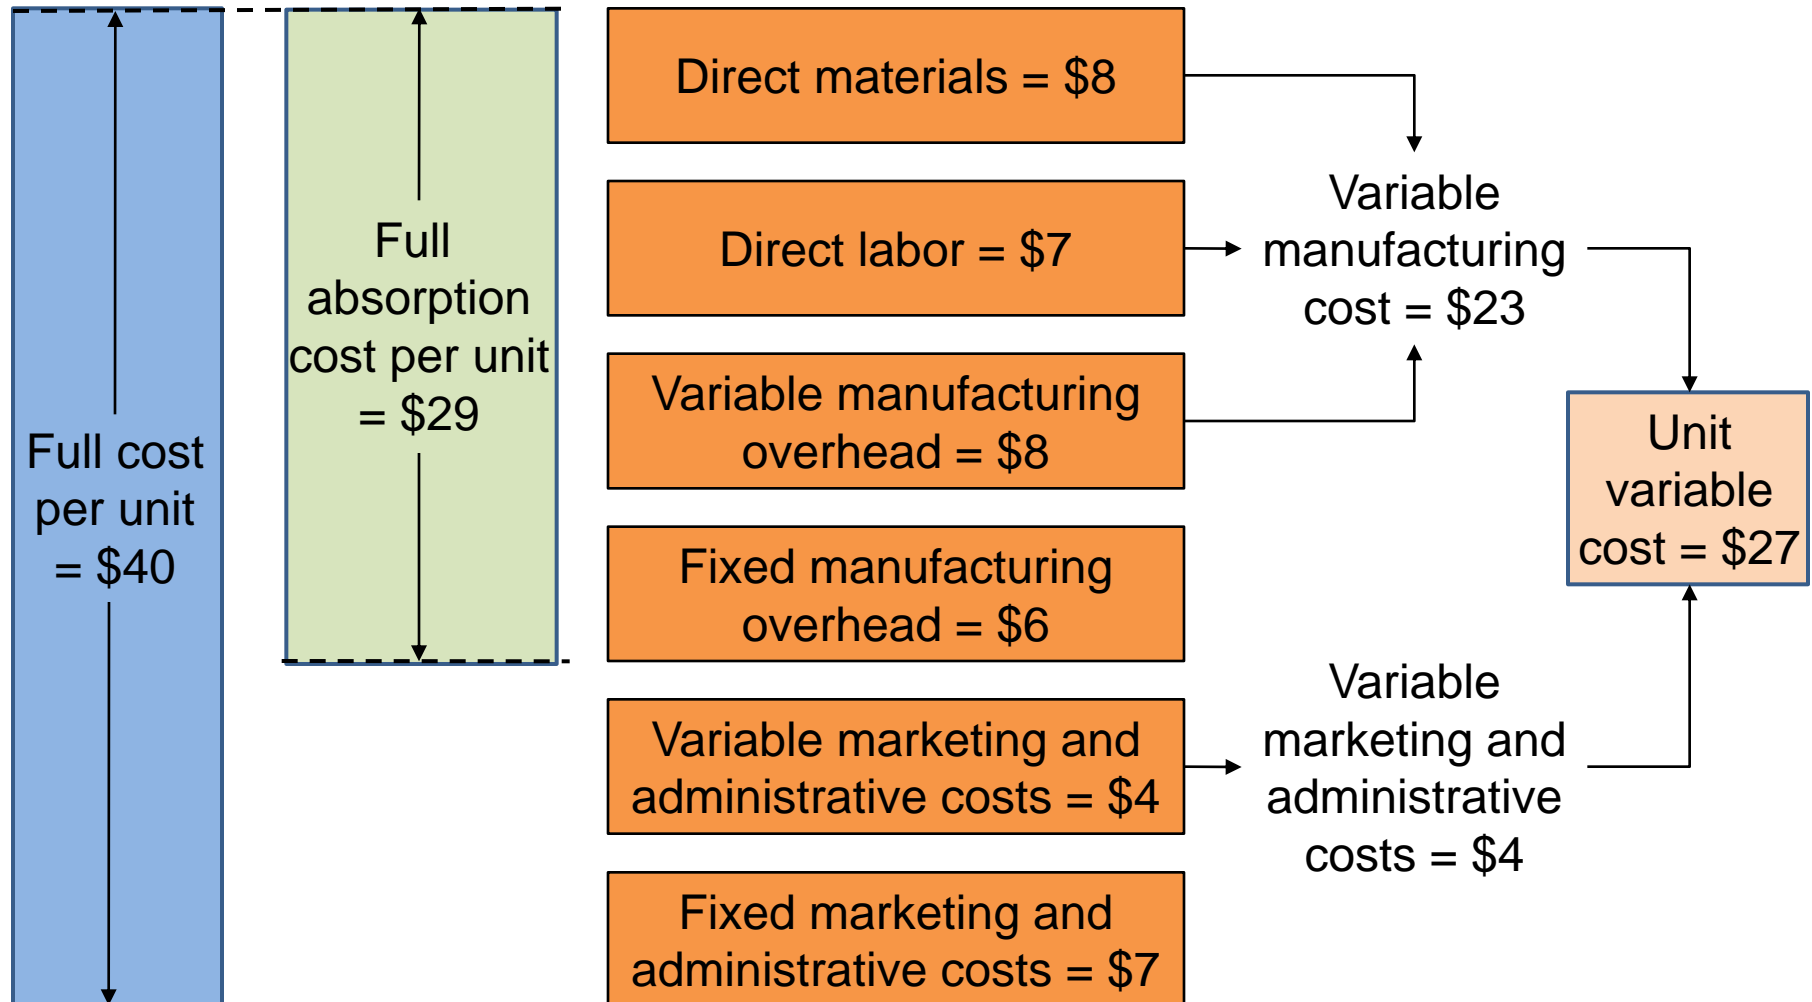 Full cost
per unit
= $40
Full
absorption
cost per unit
= $29
Direct materials = $8
Direct labor = $7
Variable manufacturing
overhead = $8
Fixed manufacturing
overhead = $6
Variable marketing and
administrative costs = $4
Fixed marketing and
administrative costs = $7
Variable
manufacturing
cost = $23
Variable
marketing and
administrative
costs = $4
Unit
variable
cost = $27